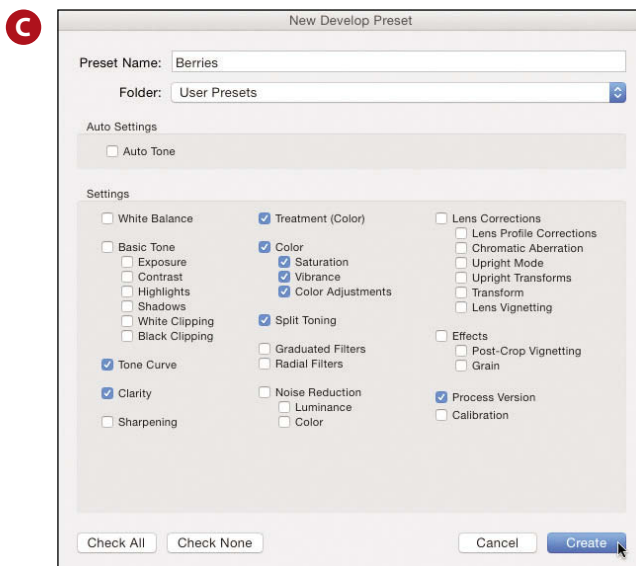 C
New Develop Preset
Preset Name: Berries
Folder: User Presets
Auto Settings
Auto Tone
Settings
White Balance
Basic Tone
Exposure
Contrast
Highlights
Shadows
White Clipping
Black Clipping
Tone Curve
Clarity
Sharpening
Treatment (Color)
Color
Saturation
Vibrance
Color Adjustments
Split Toning
Graduated Filters
Radial Filters
Noise Reduction
Luminance
Color
Lens Corrections
Lens Profile Corrections
Chromatic Aberration
Upright Mode
Upright Transforms
Transform
Lens Vignetting
Effects
Post-Crop Vignetting
Grain
Process Version
Calibration
Check All
Check None
Cancel
Create